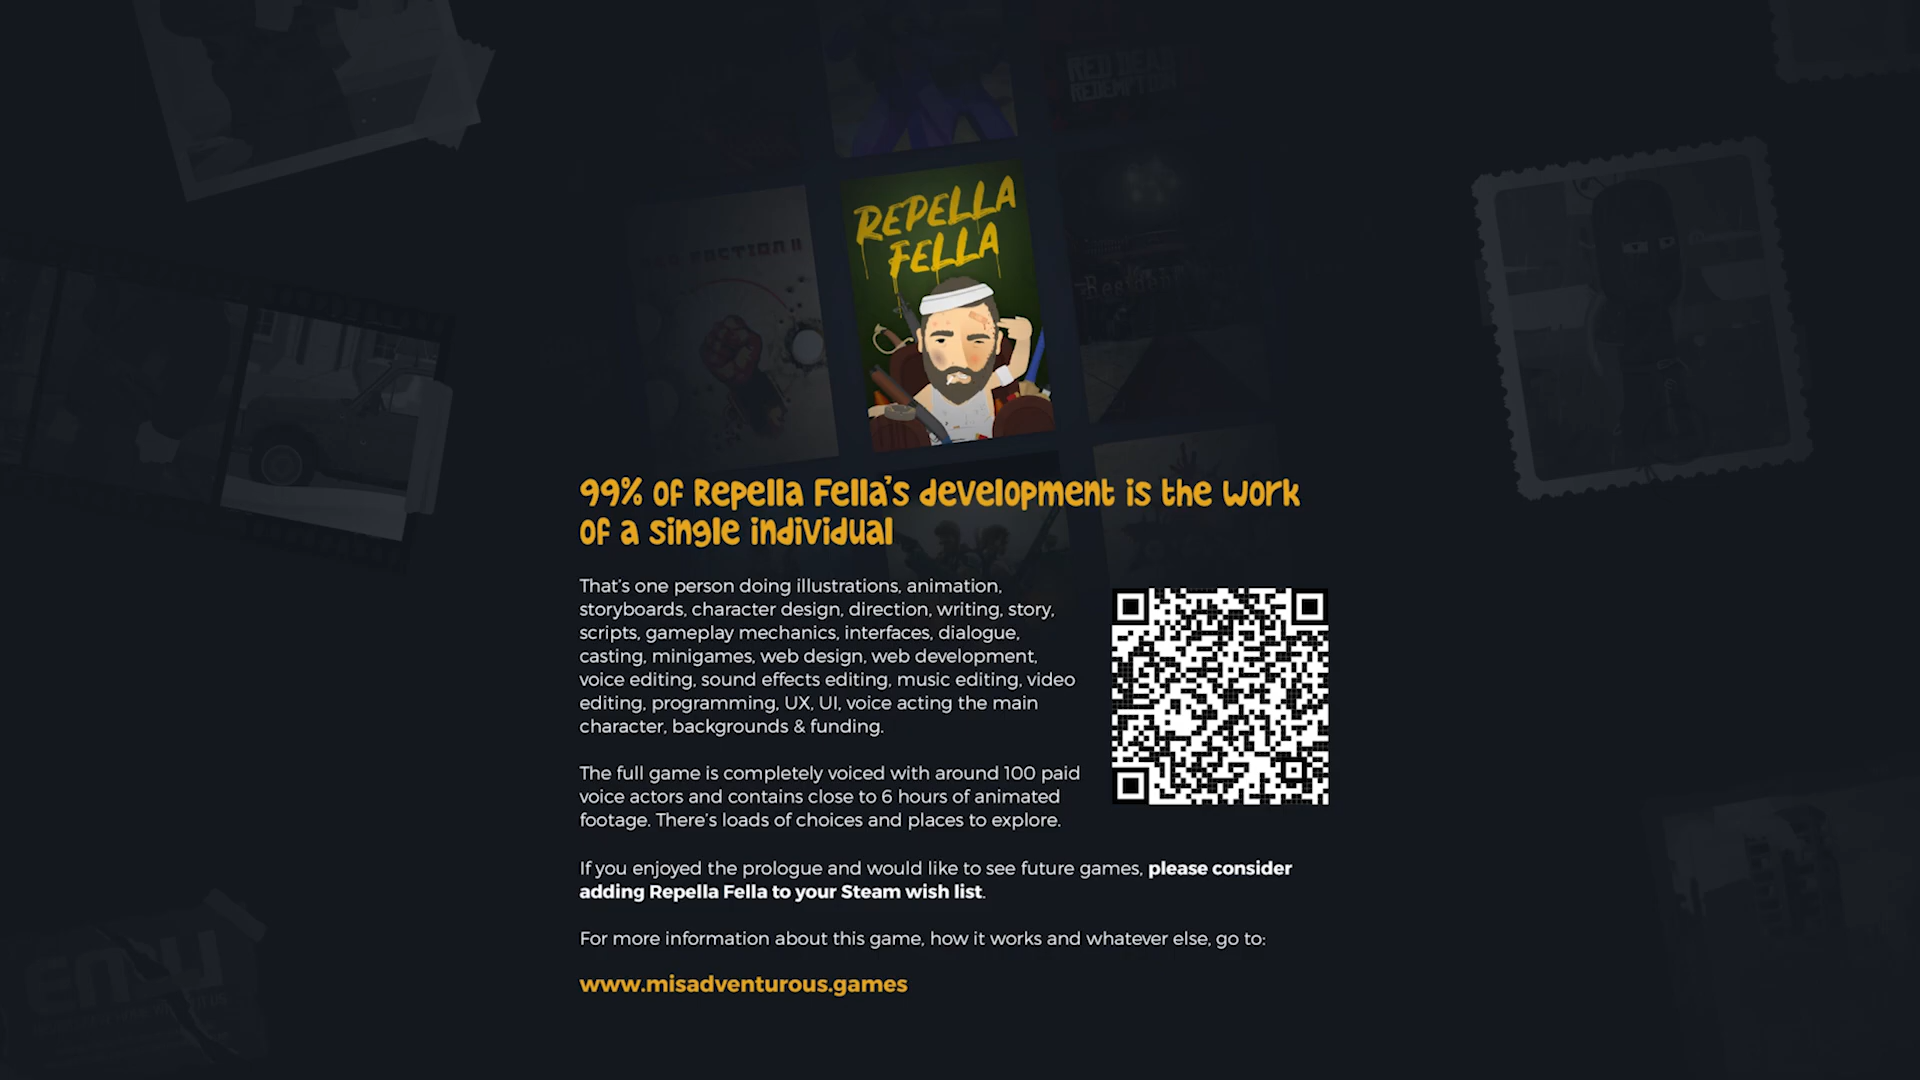 RED DEAD
REDEMPTION
REPELLA
FELLA
FACTION II
Resident
99% of Repella Fella's development is the work
of a single individual
That's one person doing illustrations, animation,
storyboards, character design, direction, writing, story,
scripts, gameplay mechanics, interfaces, dialogue,
casting, minigames, web design, web development,
voice editing, sound effects editing, music editing, video
editing, programming, UX, UI, voice acting the main
character, backgrounds & funding.
The full game is completely voiced with around 100 paid
voice actors and contains close to 6 hours of animated
footage. There's loads of choices and places to explore.
If you enjoyed the prologue and would like to see future games, please consider
adding Repella Fella to your Steam wish list.
For more information about this game, how it works and whatever else, go to:
www.misadventurous.games